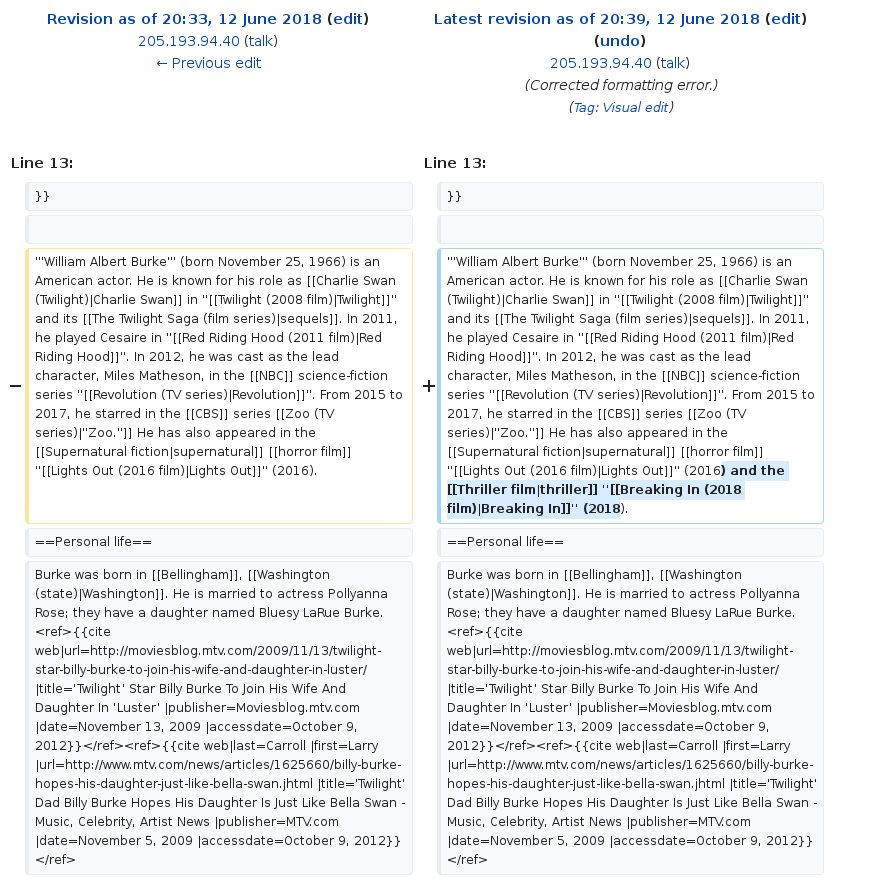 Revision as of 20:33, 12 June 2018 (edit)
205.193.94.40 (talk)
← Previous edit
Latest revision as of 20:39, 12 June 2018 (edit)
(undo)
205.193.94.40 (talk)
(Corrected formatting error.)
(Tag: Visual edit)
Line 13:
}}
−
'''William Albert Burke''' (born November 25, 1966) is an
American actor. He is known for his role as [[Charlie Swan
(Twilight)|Charlie Swan]] in ''[[Twilight (2008 film)|Twilight]]''
and its [[The Twilight Saga (film series)|sequels]]. In 2011,
he played Cesaire in ''[[Red Riding Hood (2011 film)|Red
Riding Hood]]''. In 2012, he was cast as the lead
character, Miles Matheson, in the [[NBC]] science-fiction
series ''[[Revolution (TV series)|Revolution]]''. From 2015 to
2017, he starred in the [[CBS]] series [[Zoo (TV
series)|"Zoo."]] He has also appeared in the
[[Supernatural fiction|supernatural]] [[horror film]]
''[[Lights Out (2016 film)|Lights Out]]'' (2016).
==Personal life==
Burke was born in [[Bellingham]], [[Washington
(state)|Washington]]. He is married to actress Pollyanna
Rose; they have a daughter named Bluesy LaRue Burke.
<ref>{{cite
web|url=http://moviesblog.mtv.com/2009/11/13/twilight-
star-billy-burke-to-join-his-wife-and-daughter-in-luster/
|title='Twilight' Star Billy Burke To Join His Wife And
Daughter In 'Luster' |publisher=Moviesblog.mtv.com
|date=November 13, 2009 |accessdate=October 9,
2012}}</ref><ref>{{cite web|last=Carroll |first=Larry
|url=http://www.mtv.com/news/articles/1625660/billy-burke-
hopes-his-daughter-just-like-bella-swan.jhtml |title='Twilight'
Dad Billy Burke Hopes His Daughter Is Just Like Bella Swan -
Music, Celebrity, Artist News |publisher=MTV.com
|date=November 5, 2009 |accessdate=October 9, 2012}}
</ref>
Line 13:
}}
+
'''William Albert Burke''' (born November 25, 1966) is an
American actor. He is known for his role as [[Charlie Swan
(Twilight)|Charlie Swan]] in ''[[Twilight (2008 film)|Twilight]]''
and its [[The Twilight Saga (film series)|sequels]]. In 2011,
he played Cesaire in ''[[Red Riding Hood (2011 film)|Red
Riding Hood]]''. In 2012, he was cast as the lead
character, Miles Matheson, in the [[NBC]] science-fiction
series ''[[Revolution (TV series)|Revolution]]''. From 2015 to
2017, he starred in the [[CBS]] series [[Zoo (TV
series)|"Zoo."]] He has also appeared in the
[[Supernatural fiction|supernatural]] [[horror film]]
''[[Lights Out (2016 film)|Lights Out]]'' (2016) and the
[[Thriller film|thriller]] ''[[Breaking In (2018
film)|Breaking In]]'' (2018).
==Personal life==
Burke was born in [[Bellingham]], [[Washington
(state)|Washington]]. He is married to actress Pollyanna
Rose; they have a daughter named Bluesy LaRue Burke.
<ref>{{cite
web|url=http://moviesblog.mtv.com/2009/11/13/twilight-
star-billy-burke-to-join-his-wife-and-daughter-in-luster/
|title='Twilight' Star Billy Burke To Join His Wife And
Daughter In 'Luster' |publisher=Moviesblog.mtv.com
|date=November 13, 2009 |accessdate=October 9,
2012}}</ref><ref>{{cite web|last=Carroll |first=Larry
|url=http://www.mtv.com/news/articles/1625660/billy-burke-
hopes-his-daughter-just-like-bella-swan.jhtml |title='Twilight'
Dad Billy Burke Hopes His Daughter Is Just Like Bella Swan -
Music, Celebrity, Artist News |publisher=MTV.com
|date=November 5, 2009 |accessdate=October 9, 2012}}
</ref>